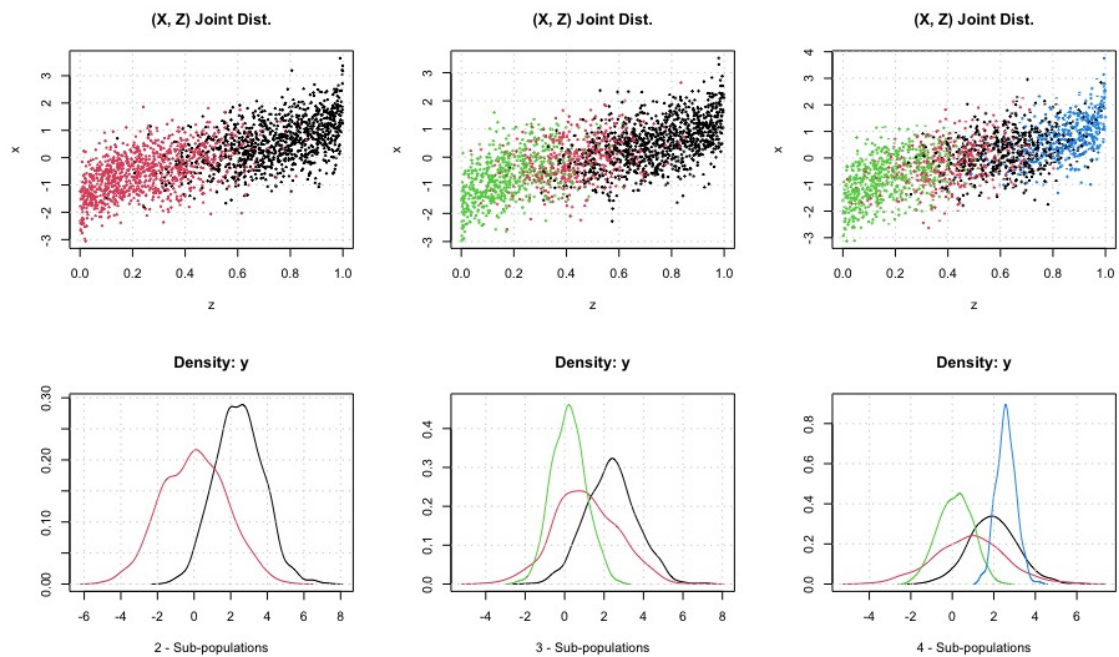 (X, Z) Joint Dist.
(X, Z) Joint Dist.
(X, Z) Joint Dist.
x
3
2
1
0
-1
-2
-3
0.0 0.2 0.4 0.6 0.8 1.0
z
x
3
2
1
0
-1
-2
-3
0.0 0.2 0.4 0.6 0.8 1.0
z
x
4
3
2
1
0
-1
-2
-3
0.0 0.2 0.4 0.6 0.8 1.0
z
Density: y
Density: y
Density: y
0.30
0.20
0.10
0.00
-6 -4 -2 0 2 4 6 8
2 - Sub-populations
0.4
0.3
0.2
0.1
0.0
-4 -2 0 2 4 6 8
3 - Sub-populations
0.8
0.6
0.4
0.2
0.0
-4 -2 0 2 4 6
4 - Sub-populations